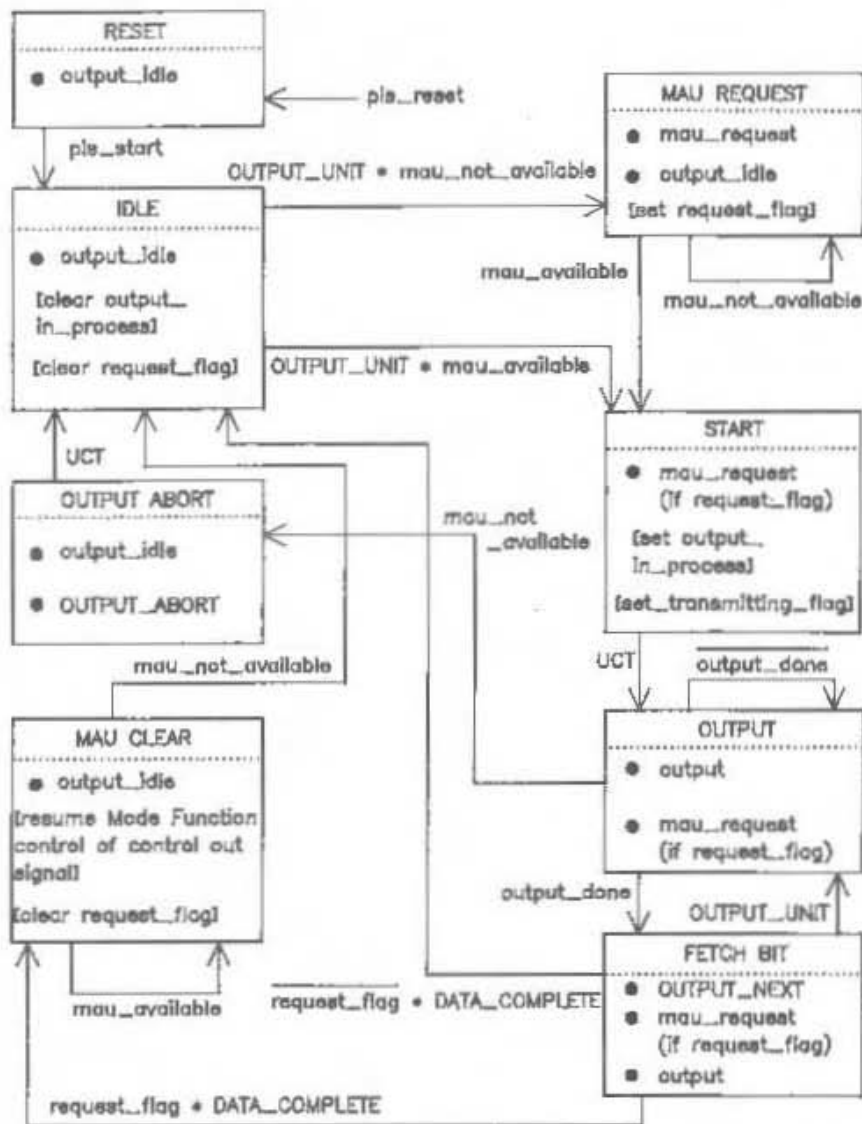 RESET
● output_idle
pls_reset
pls_start
MAU REQUEST
● mau_request
● output_idle
[set request_flag]
OUTPUT_UNIT * mau_not_available
IDLE
● output_idle
[clear output_
in_process]
[clear request_flag]
mau_available
mau_not_available
OUTPUT_UNIT * mau_available
START
● mau_request
(if request_flag)
[set output_
in_process]
[set_transmitting_flag]
UCT
OUTPUT ABORT
● output_idle
● OUTPUT_ABORT
mau_not
_available
mau_not_available
UCT
output_done
MAU CLEAR
● output_idle
[resume Mode Function
control of control out
signal]
[clear request_flag]
OUTPUT
● output
● mau_request
(if request_flag)
output_done
OUTPUT_UNIT
mau_available
request_flag * DATA_COMPLETE
FETCH BIT
● OUTPUT_NEXT
● mau_request
(if request_flag)
● output
request_flag * DATA_COMPLETE